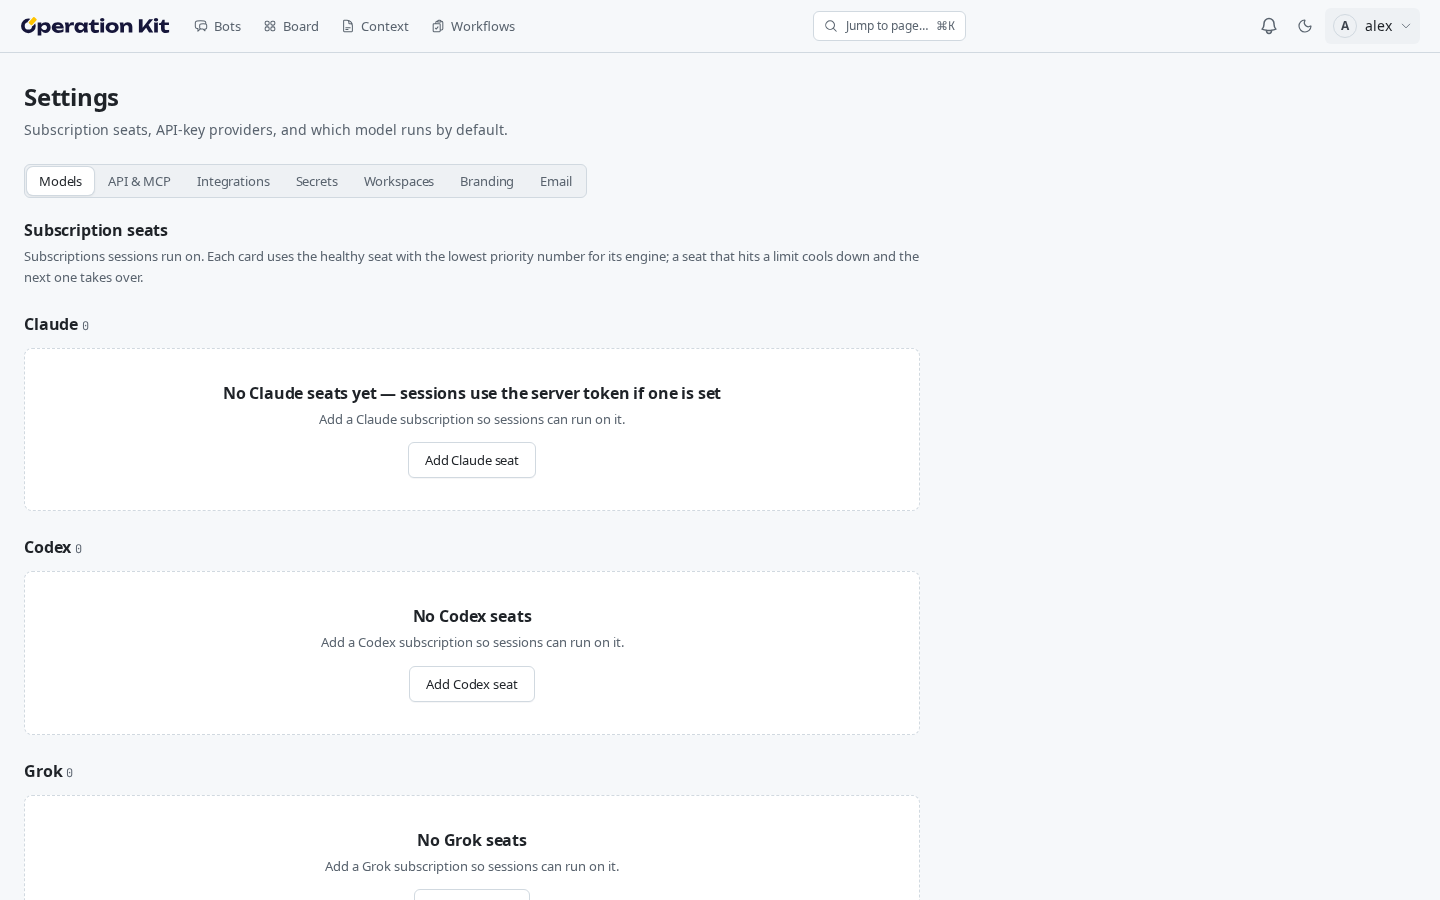 Operation Kit
Bots
Board
Context
Workflows
Jump to page... ⌘K
A alex
Settings
Subscription seats, API-key providers, and which model runs by default.
Models
API & MCP
Integrations
Secrets
Workspaces
Branding
Email
Subscription seats
Subscriptions sessions run on. Each card uses the healthy seat with the lowest priority number for its engine; a seat that hits a limit cools down and the
next one takes over.
Claude 0
No Claude seats yet — sessions use the server token if one is set
Add a Claude subscription so sessions can run on it.
Add Claude seat
Codex 0
No Codex seats
Add a Codex subscription so sessions can run on it.
Add Codex seat
Grok 0
No Grok seats
Add a Grok subscription so sessions can run on it.